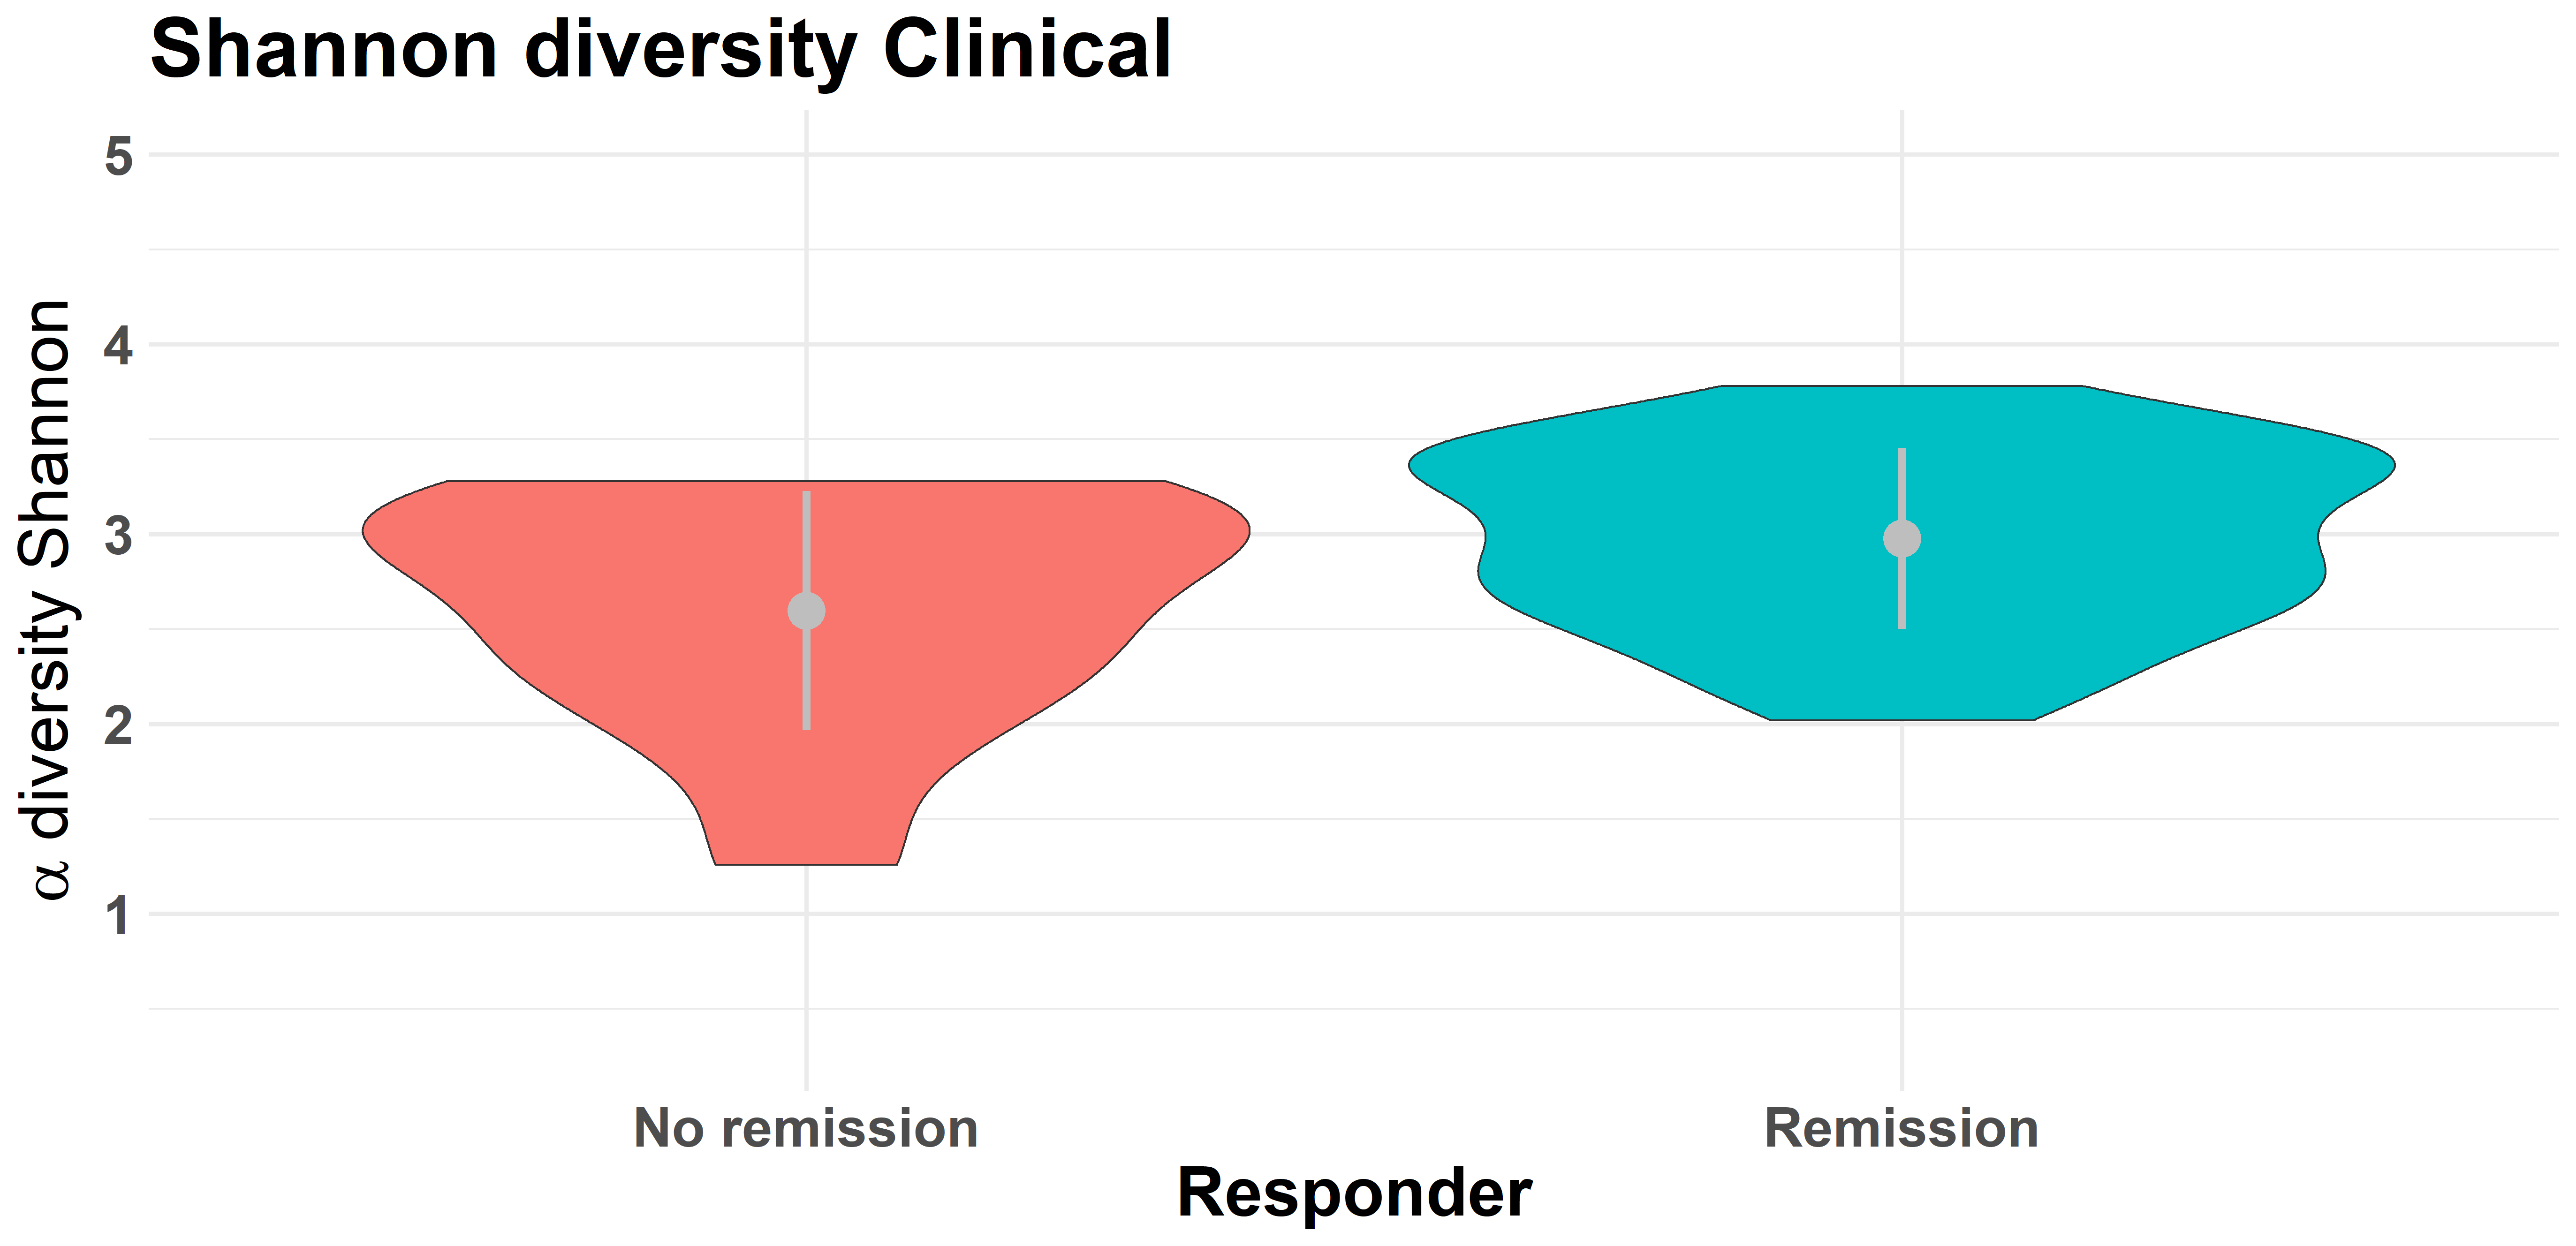 Shannon diversity Clinical
α diversity Shannon
5
4
3
2
1
No remission
Remission
Responder